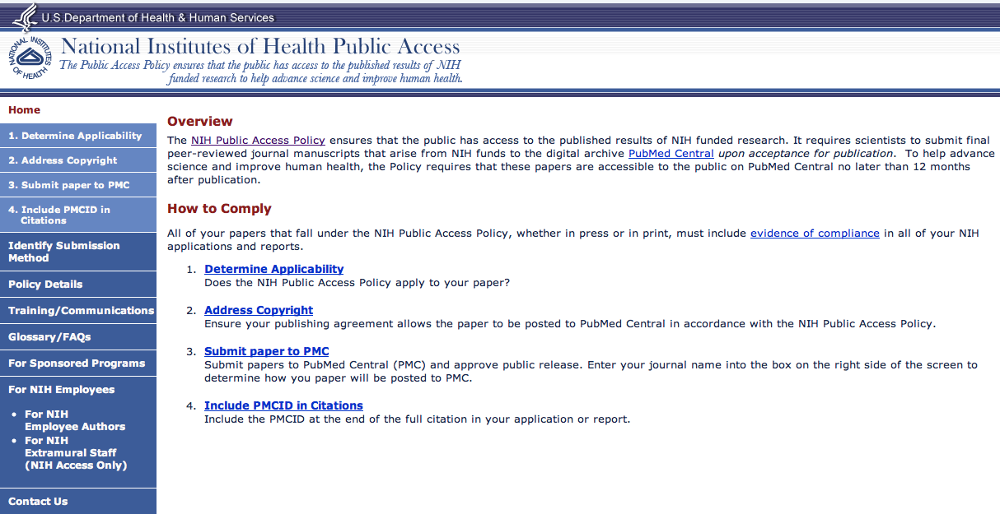 U.S.Department of Health & Human Services
NATIONAL INSTITUTES OF HEALTH
National Institutes of Health Public Access
The Public Access Policy ensures that the public has access to the published results of NIH
funded research to help advance science and improve human health.
Home
1. Determine Applicability
2. Address Copyright
3. Submit paper to PMC
4. Include PMCID in
Citations
Identify Submission
Method
Policy Details
Training/Communications
Glossary/FAQs
For Sponsored Programs
For NIH Employees
• For NIH
Employee Authors
• For NIH
Extramural Staff
(NIH Access Only)
Contact Us
Overview
The NIH Public Access Policy ensures that the public has access to the published results of NIH funded research. It requires scientists to submit final
peer-reviewed journal manuscripts that arise from NIH funds to the digital archive PubMed Central upon acceptance for publication.  To help advance
science and improve human health, the Policy requires that these papers are accessible to the public on PubMed Central no later than 12 months
after publication.
How to Comply
All of your papers that fall under the NIH Public Access Policy, whether in press or in print, must include evidence of compliance in all of your NIH
applications and reports.
1. Determine Applicability
Does the NIH Public Access Policy apply to your paper?
2. Address Copyright
Ensure your publishing agreement allows the paper to be posted to PubMed Central in accordance with the NIH Public Access Policy.
3. Submit paper to PMC
Submit papers to PubMed Central (PMC) and approve public release. Enter your journal name into the box on the right side of the screen to
determine how you paper will be posted to PMC.
4. Include PMCID in Citations
Include the PMCID at the end of the full citation in your application or report.